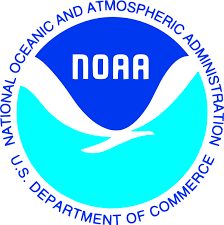 NATIONAL OCEANIC AND ATMOSPHERIC ADMINISTRATION
NOAA
U.S. DEPARTMENT OF COMMERCE